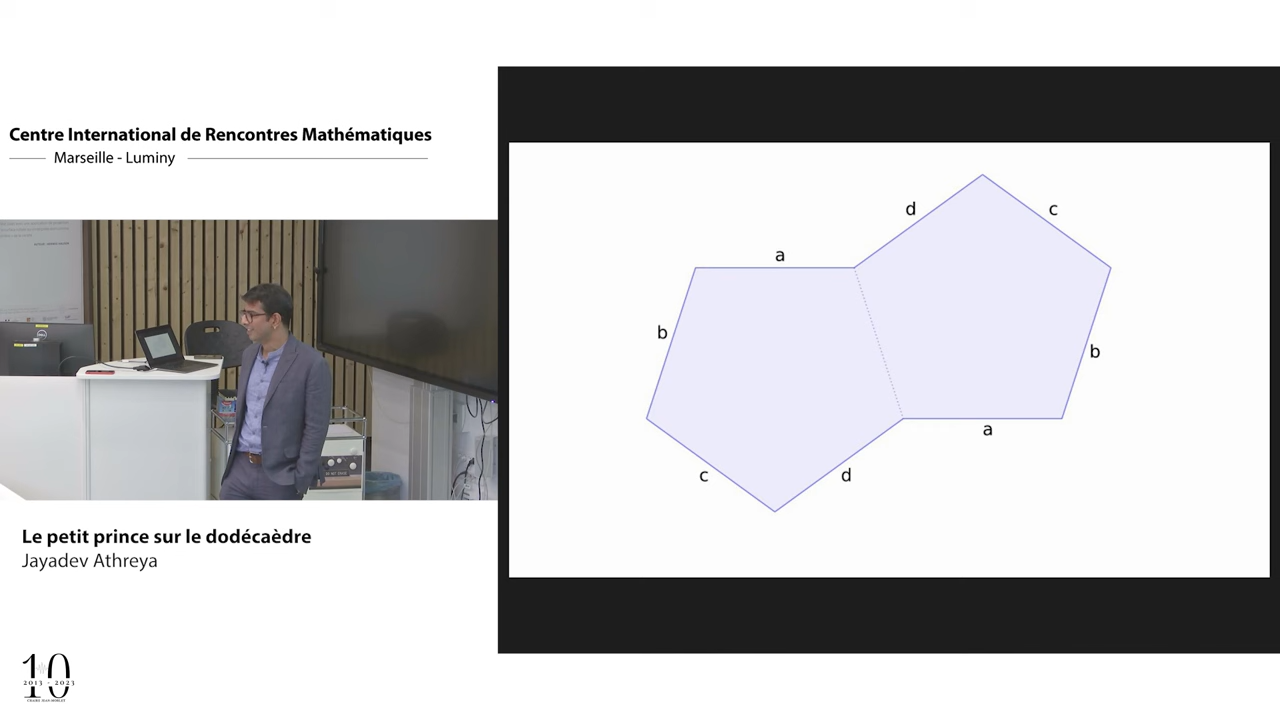 Centre International de Rencontres Mathématiques
Marseille - Luminy
d
c
a
b
b
a
c
d
Le petit prince sur le dodécaèdre
Jayadev Athreya
10
2013 - 2023